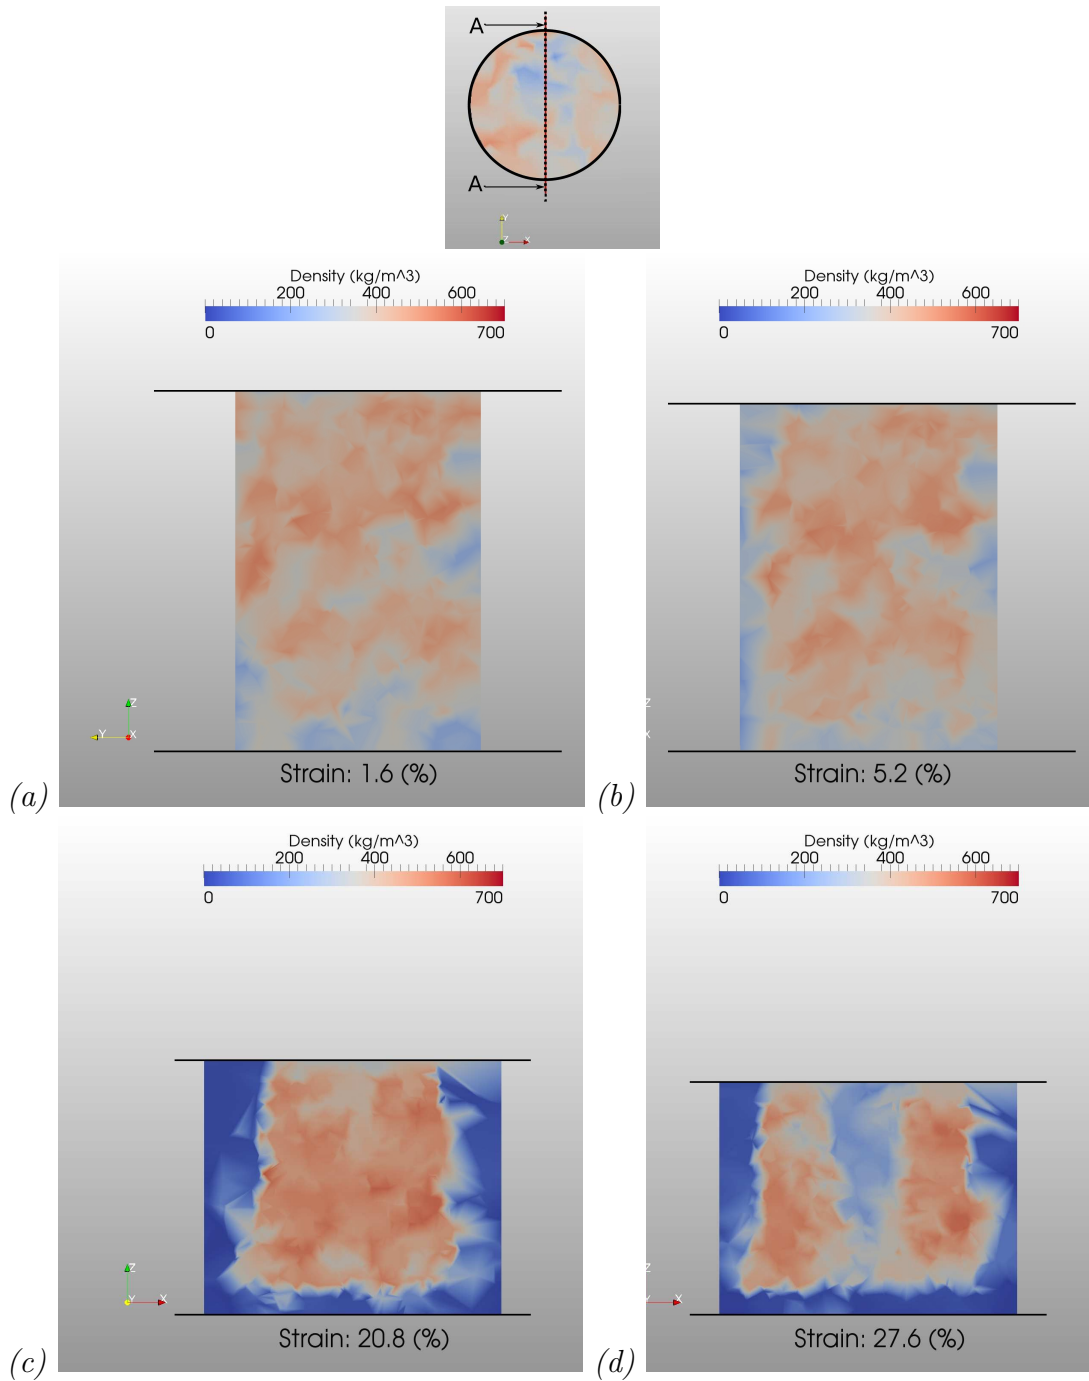 A
A
Y
Z X
Density (kg/m^3)
200 400 600
0 700
Z
Y X
Strain: 1.6 (%)
(a)
Density (kg/m^3)
200 400 600
0 700
Z
X
Strain: 5.2 (%)
(b)
Density (kg/m^3)
200 400 600
0 700
Z
Y X
Strain: 20.8 (%)
(c)
Density (kg/m^3)
200 400 600
0 700
Z
Y X
Strain: 27.6 (%)
(d)